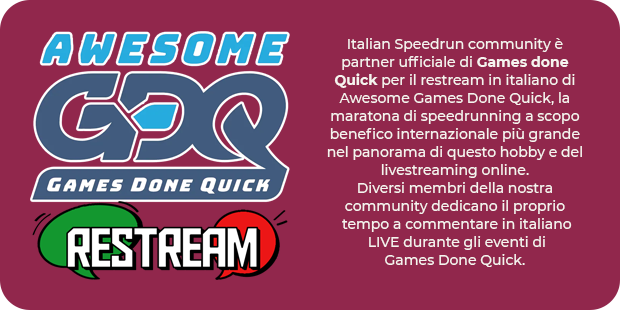 AWESOME
GDQ
GAMES DONE QUICK
RESTREAM
Italian Speedrun community è
partner ufficiale di Games done
Quick per il restream in italiano di
Awesome Games Done Quick, la
maratona di speedrunning a scopo
benefico internazionale più grande
nel panorama di questo hobby e del
livestreaming online.
Diversi membri della nostra
community dedicano il proprio
tempo a commentare in italiano
LIVE durante gli eventi di
Games Done Quick.